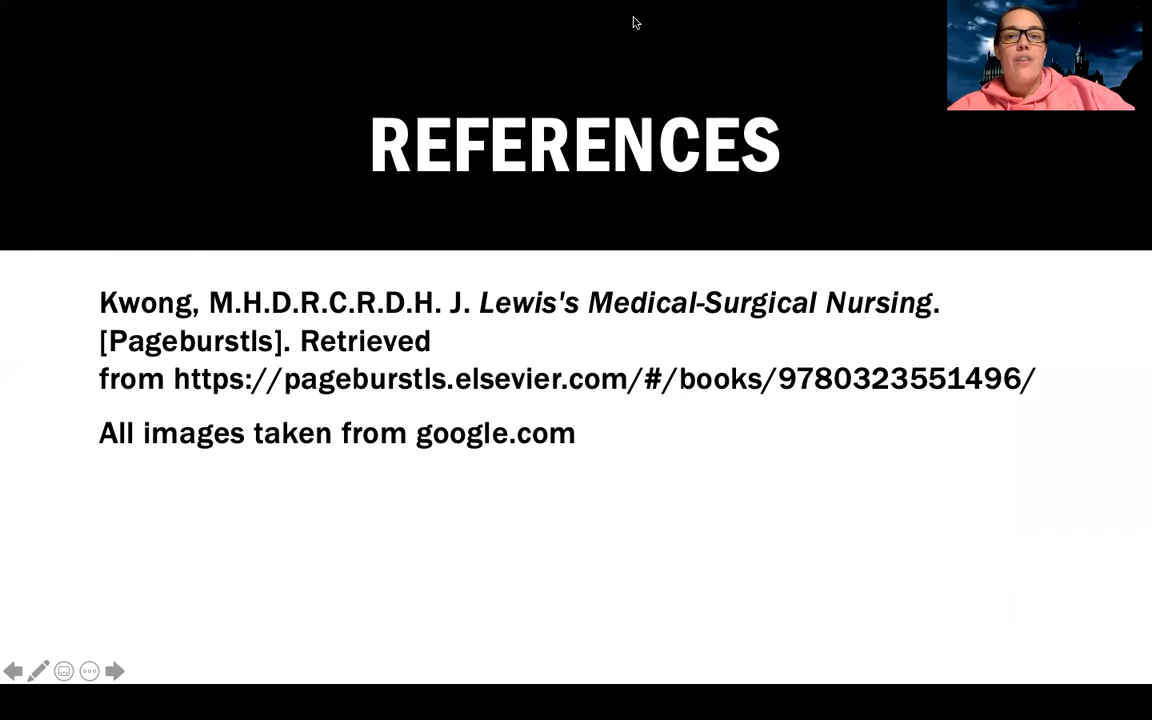 REFERENCES
Kwong, M.H.D.R.C.R.D.H. J. Lewis's Medical-Surgical Nursing.
[Pageburstls]. Retrieved
from https://pageburstls.elsevier.com/#/books/9780323551496/
All images taken from google.com